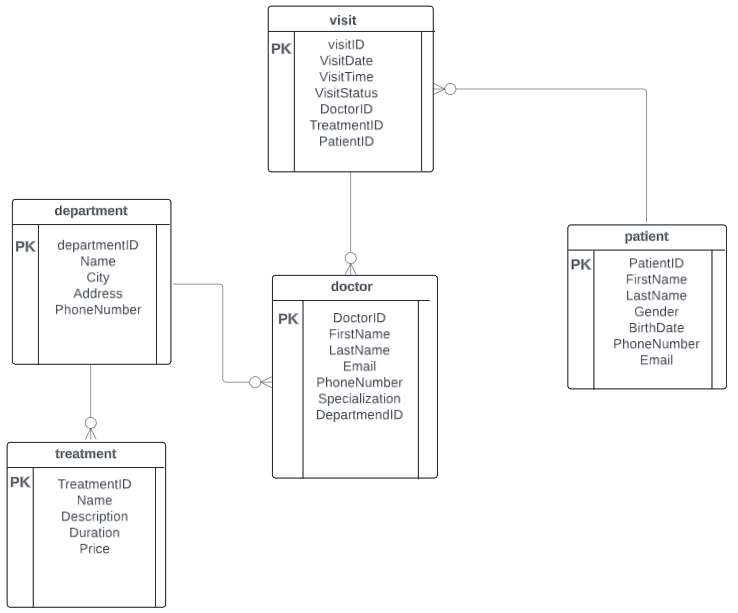 visit
PK
visitID
VisitDate
VisitTime
VisitStatus
DoctorID
TreatmentID
PatientID
department
PK
departmentID
Name
City
Address
PhoneNumber
patient
PK
PatientID
FirstName
LastName
Gender
BirthDate
PhoneNumber
Email
doctor
PK
DoctorID
FirstName
LastName
Email
PhoneNumber
Specialization
DepartmendID
treatment
PK
TreatmentID
Name
Description
Duration
Price